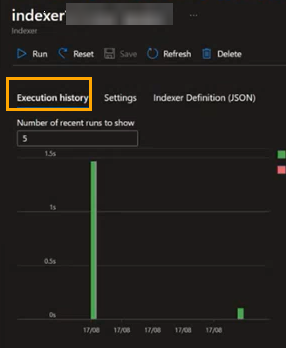 indexer
Indexer
Run Reset Save Refresh Delete
Execution history Settings Indexer Definition (JSON)
Number of recent runs to show
5
1.5s
1s
0.5s
0s
17/08 17/08 17/08 17/08 17/08